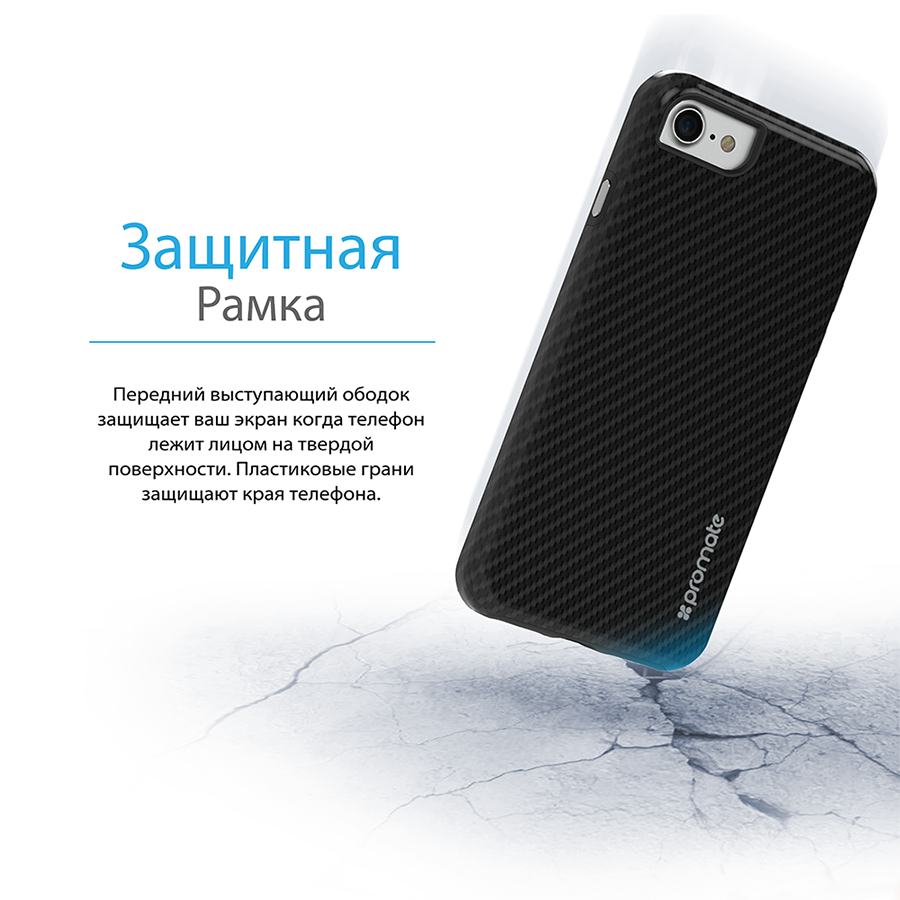 Защитная
Рамка
Передний выступающий ободок
защищает ваш экран когда телефон
лежит лицом на твердой
поверхности. Пластиковые грани
защищают края телефона.
promate